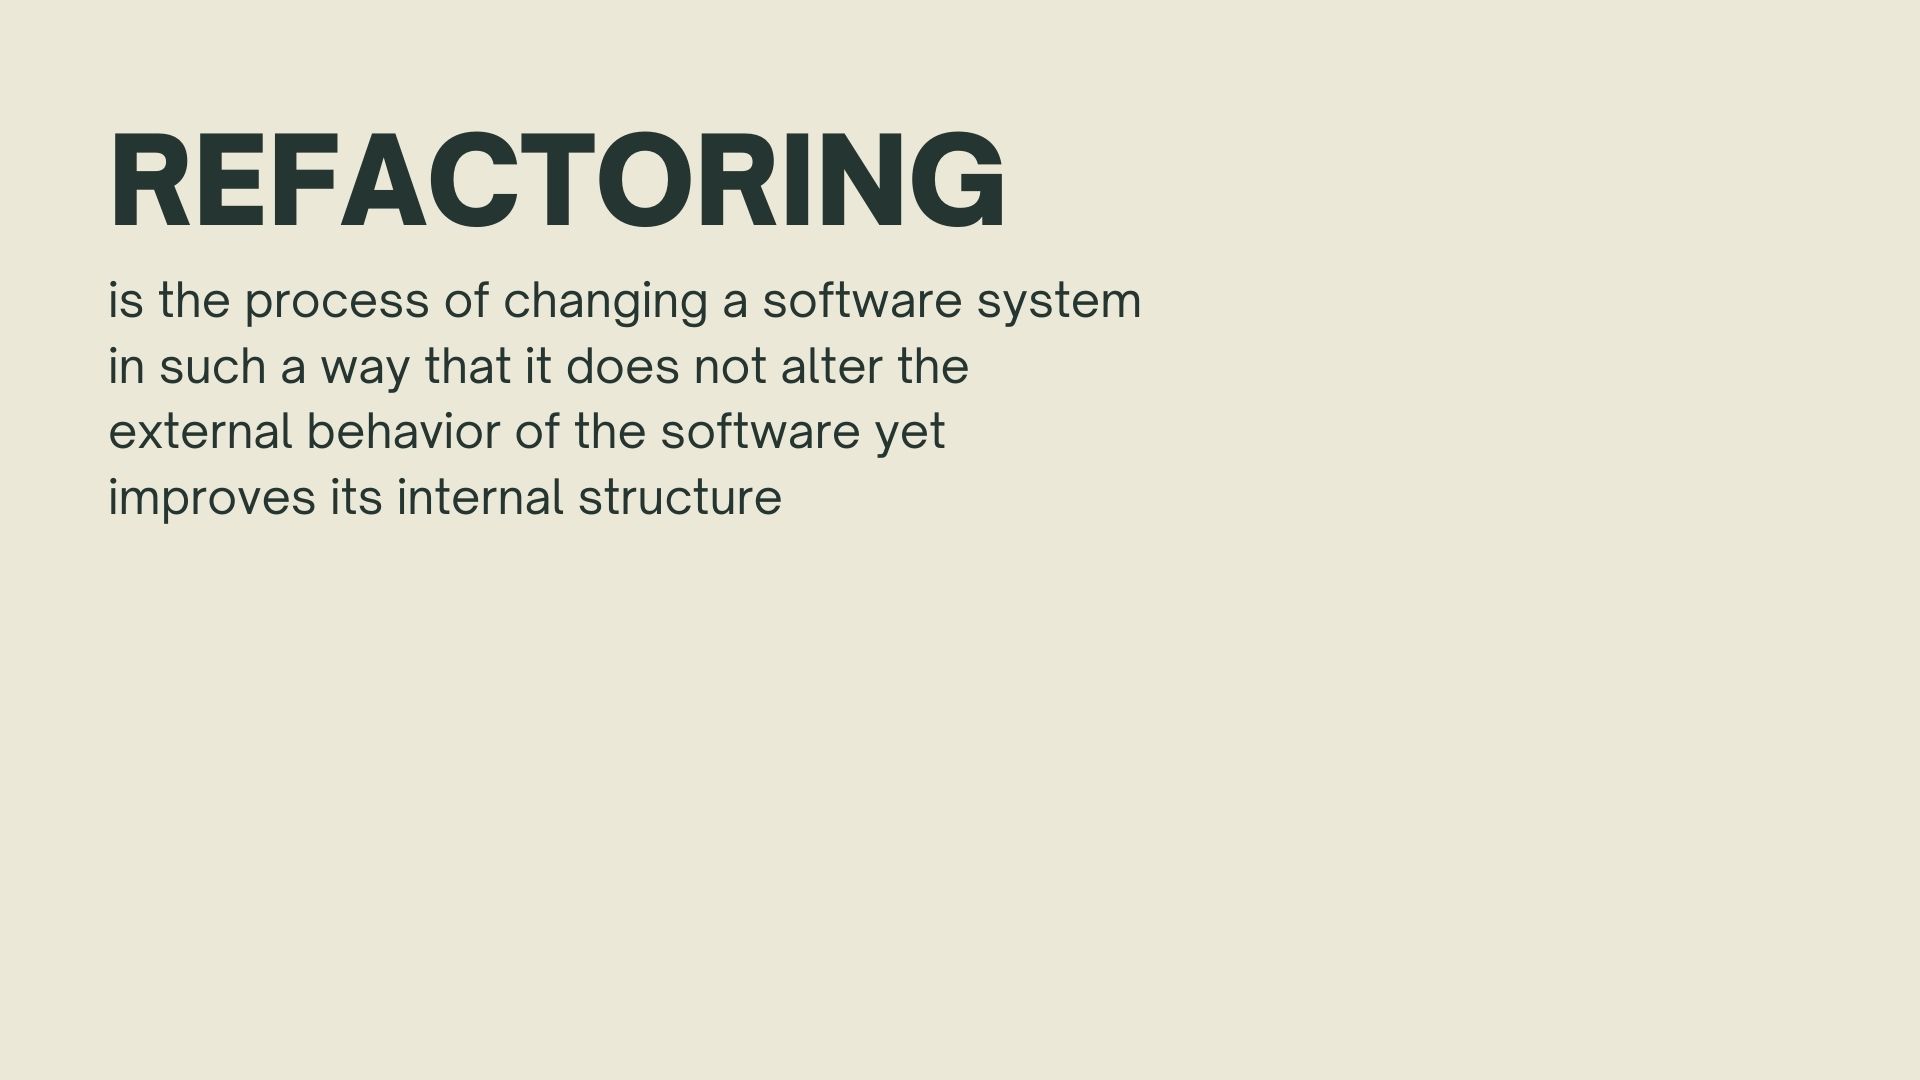 REFACTORING
is the process of changing a software system
in such a way that it does not alter the
external behavior of the software yet
improves its internal structure